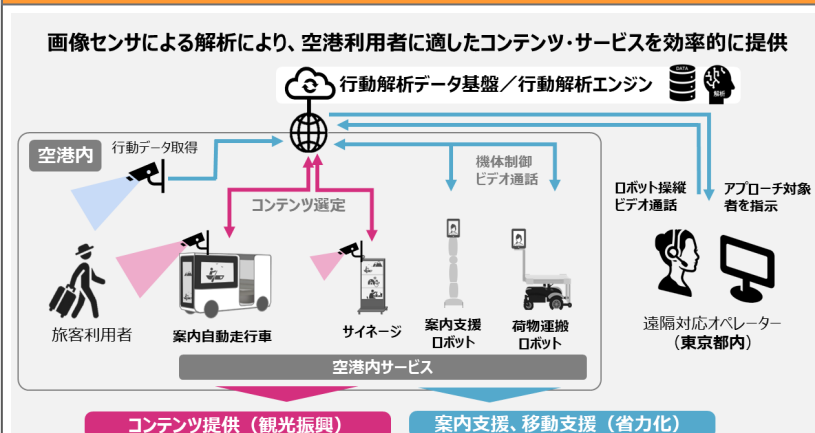 画像センサによる解析により、空港利用者に適したコンテンツ・サービスを効率的に提供
行動解析データ基盤／行動解析エンジン
DATA
解析
空港内
行動データ取得
コンテンツ選定
機体制御
ビデオ通話
ロボット操縦
ビデオ通話
アプローチ対象
者を指示
旅客利用者
案内自動走行車
サイネージ
案内支援
ロボット
荷物運搬
ロボット
遠隔対応オペレーター
（東京都内）
空港内サービス
コンテンツ提供（観光振興）
案内支援、移動支援（省力化）